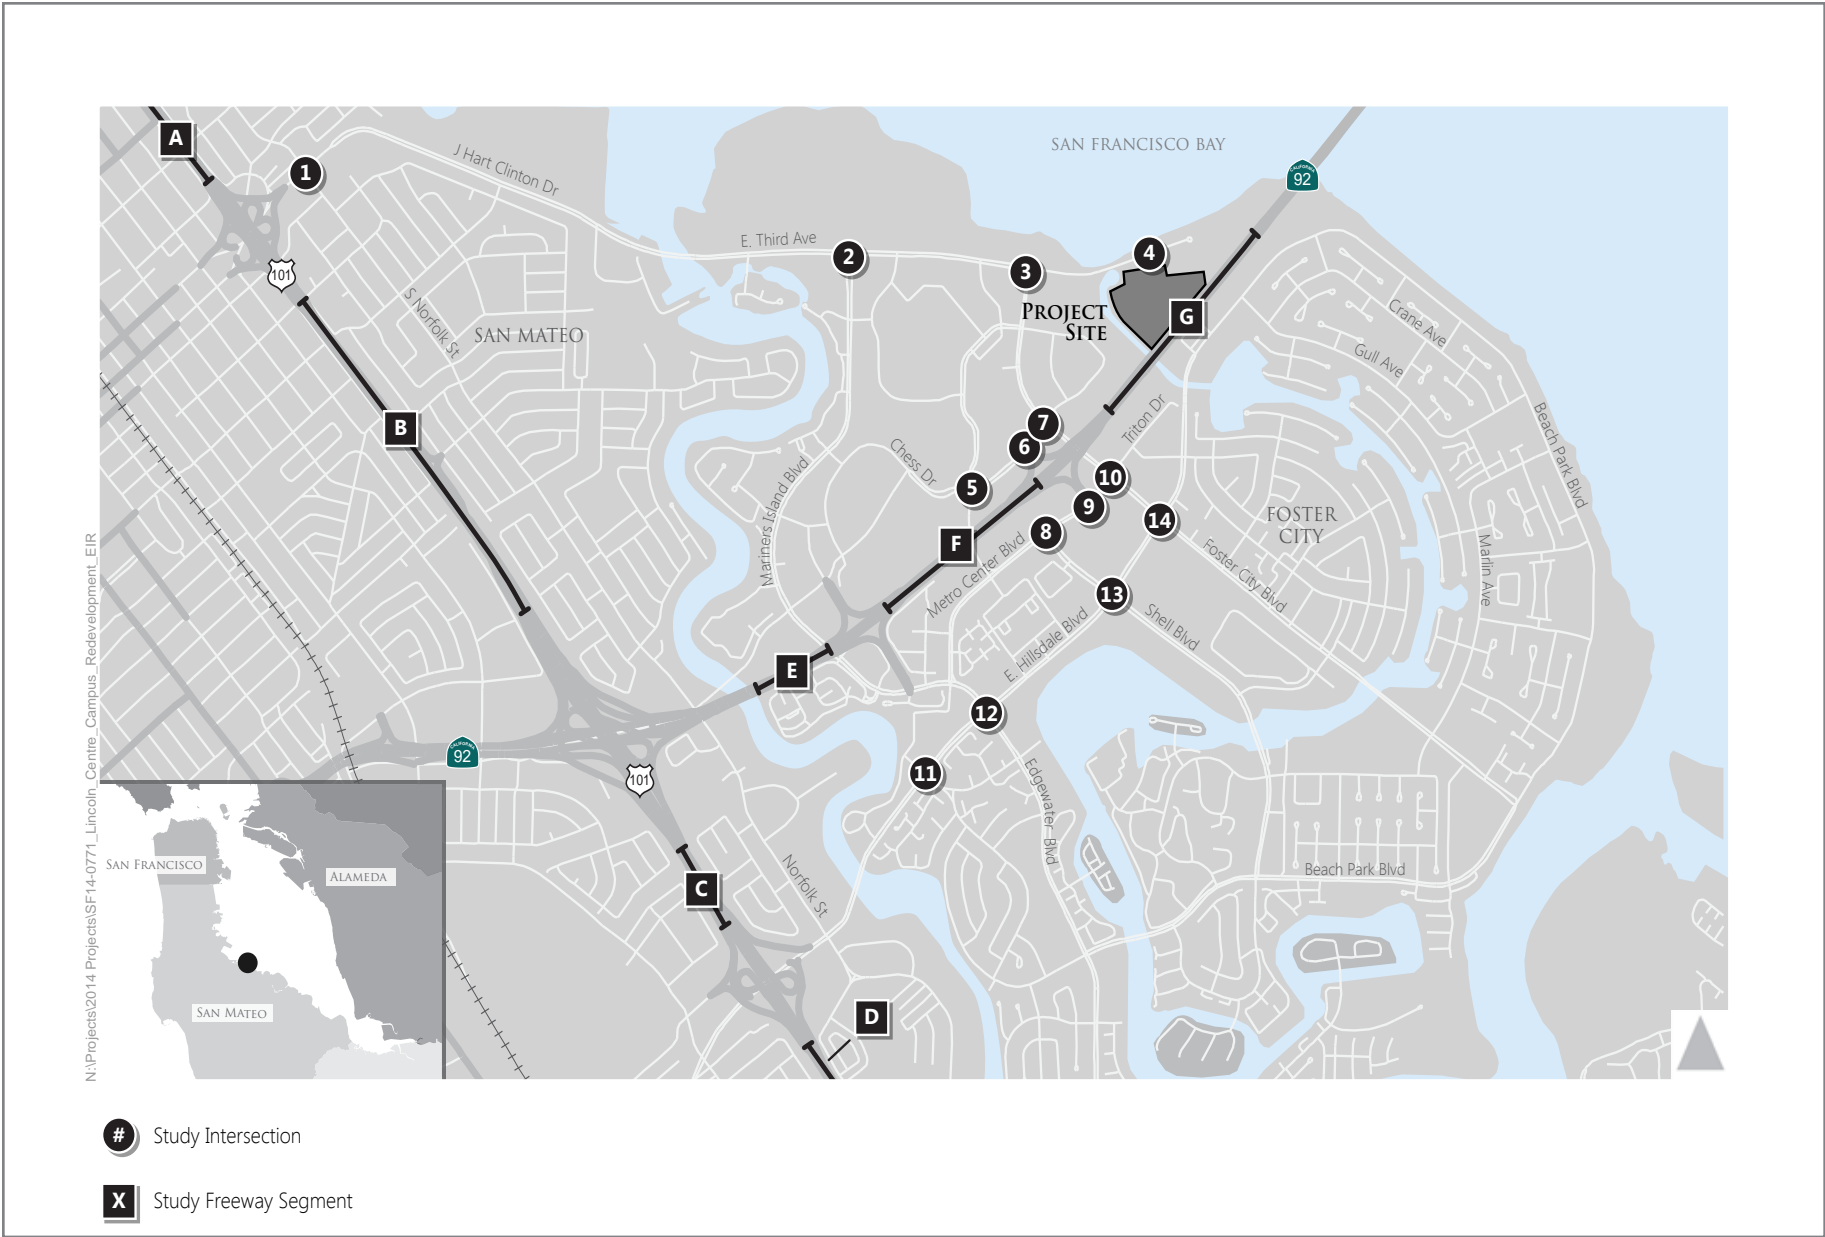 SAN FRANCISCO BAY
CALIFORNIA
92
A
1
J Hart Clinton Dr
E. Third Ave
2
3
4
101
S Norfolk St
SAN MATEO
PROJECT
SITE
G
Crane Ave
Gull Ave
B
Beach Park Blvd
7
6
Triton Dr
Chess Dr
5
10
9
8
14
Mariners Island Blvd
F
FOSTER
CITY
Metro Center Blvd
Foster City Blvd
Marlin Ave
13
Shell Blvd
E. Hillsdale Blvd
E
12
CALIFORNIA
92
101
11
Edgewater Blvd
C
Norfolk St
Beach Park Blvd
D
SAN FRANCISCO
ALAMEDA
SAN MATEO
N:\Projects\2014 Projects\SF14-0771_Lincoln_Centre_Campus_Redevelopment_EIR
# Study Intersection
X Study Freeway Segment